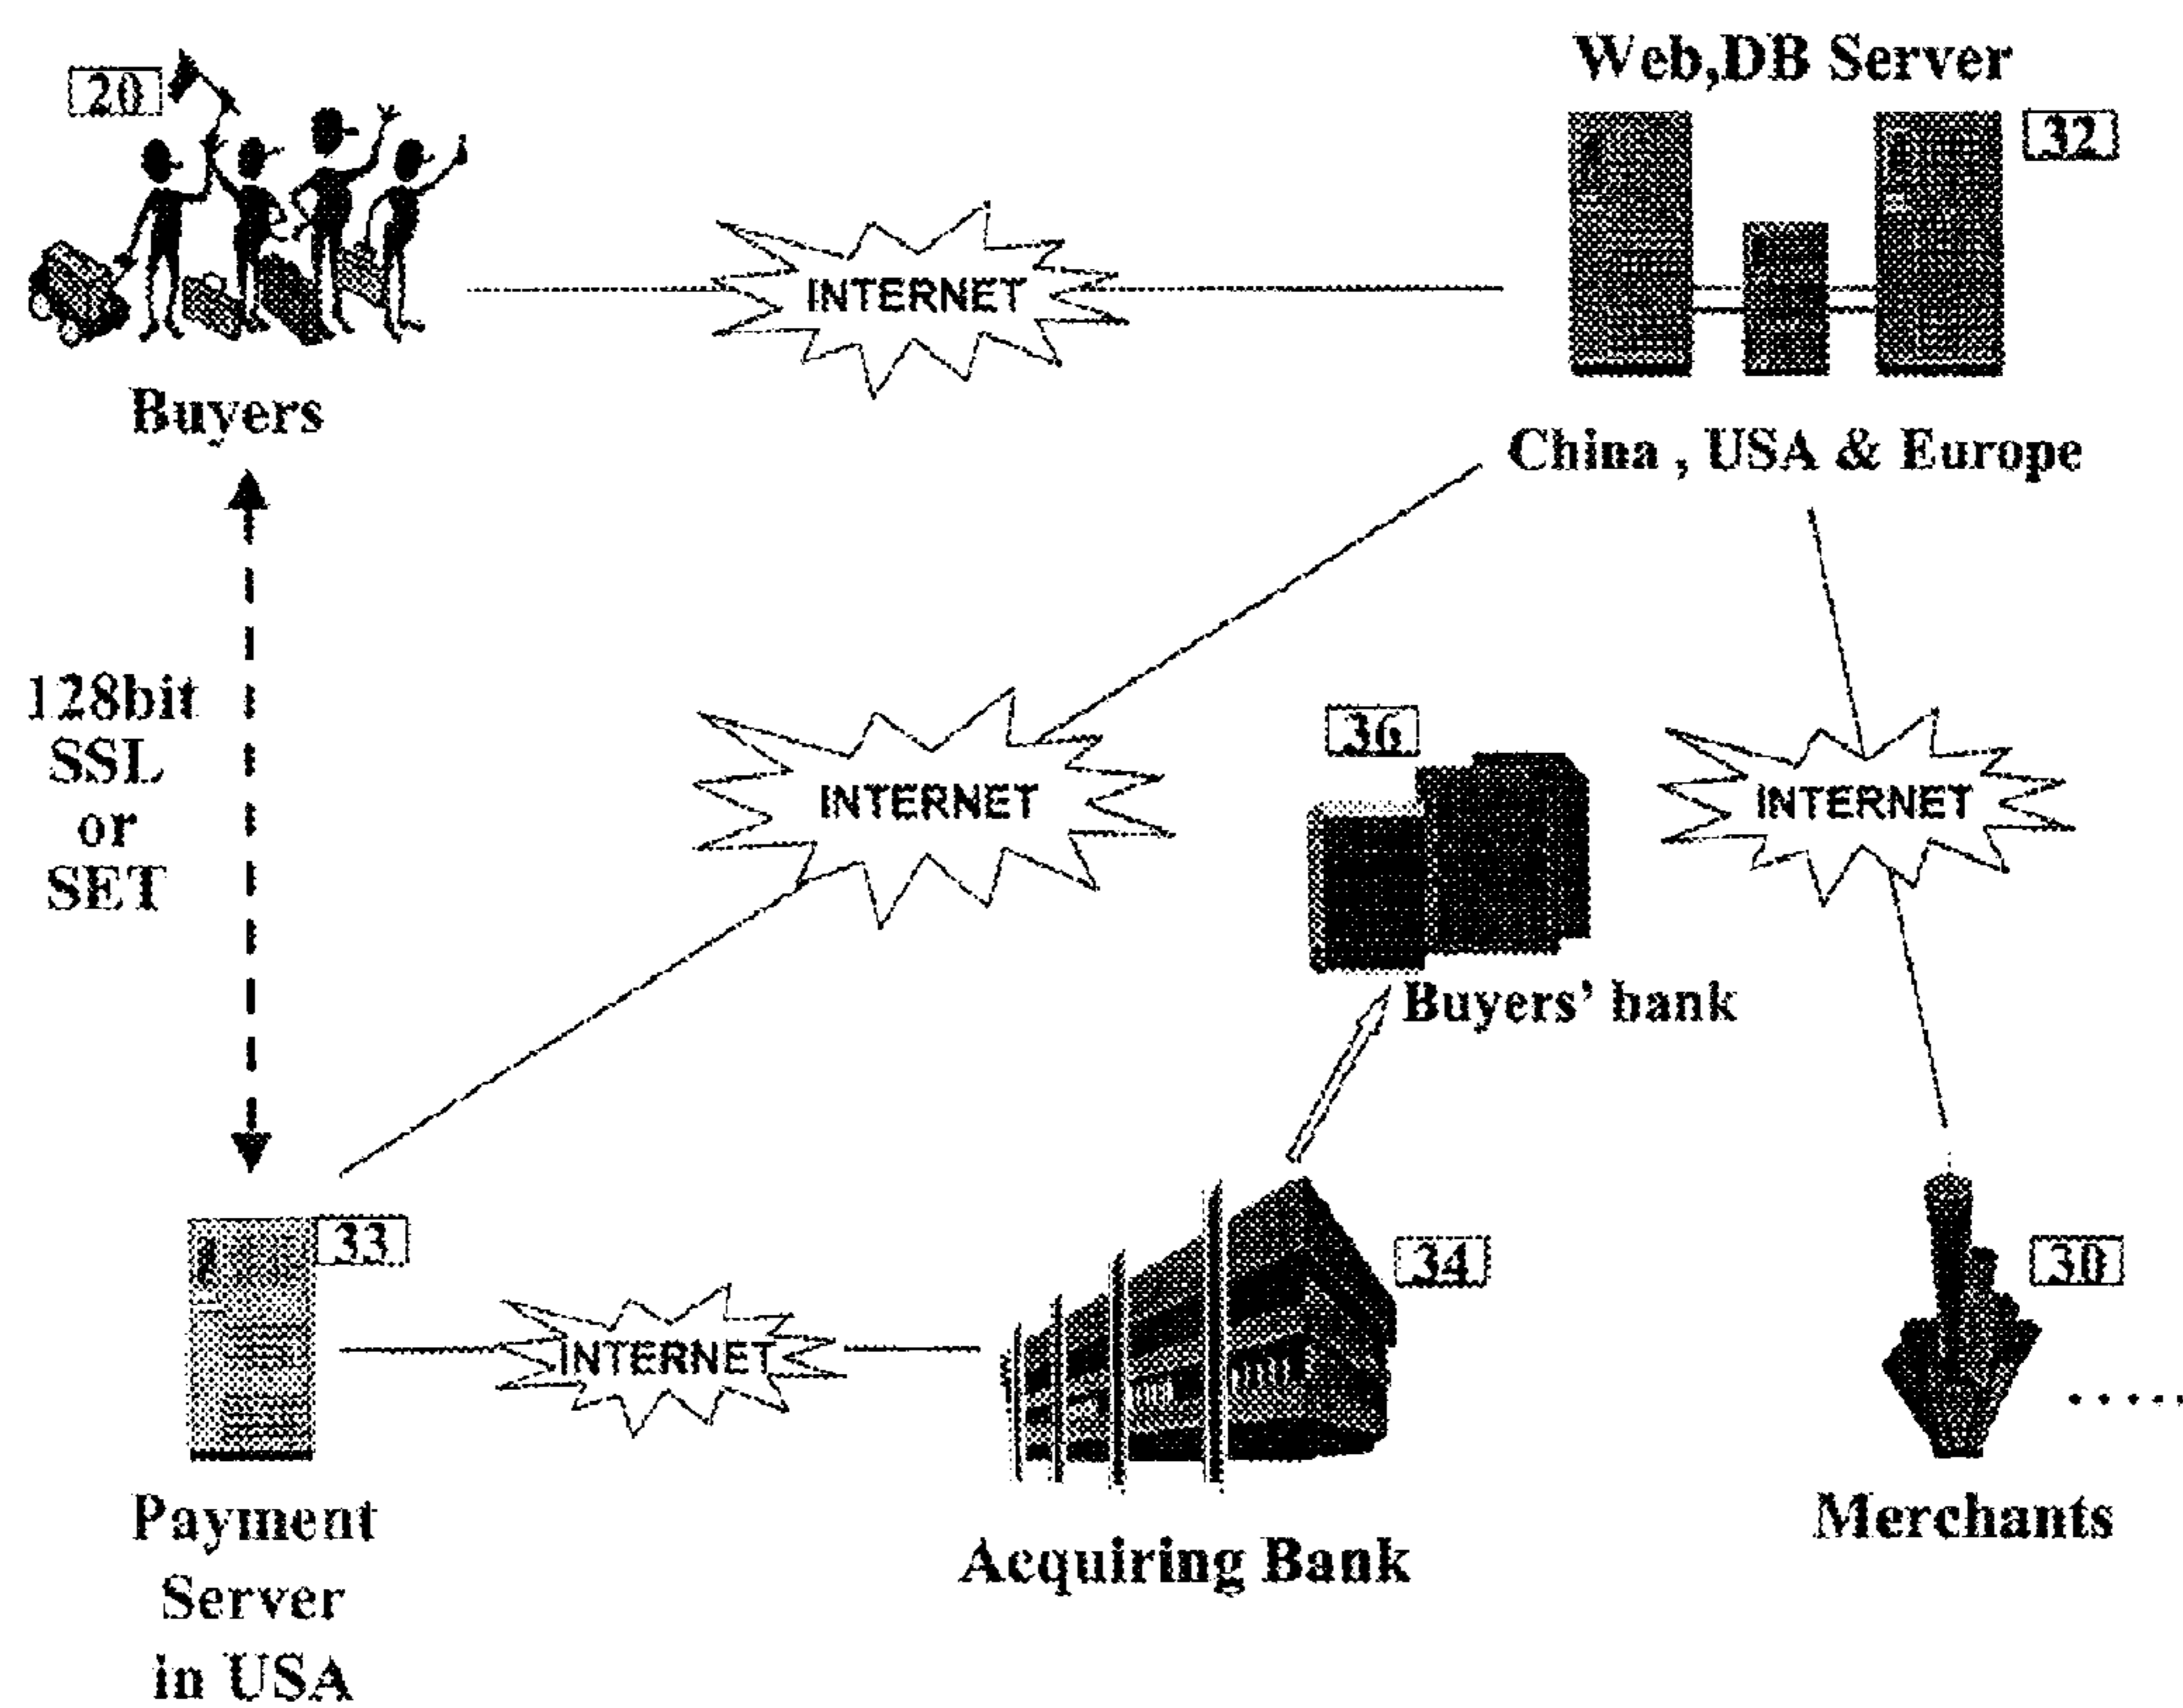 20
Web,DB Server
32
INTERNET
Buyers
China , USA & Europe
128bit
SSL
or
SET
INTERNET
36
INTERNET
Buyers' bank
33
34
30
INTERNET
Payment
Server
in USA
Acquiring Bank
Merchants
.....